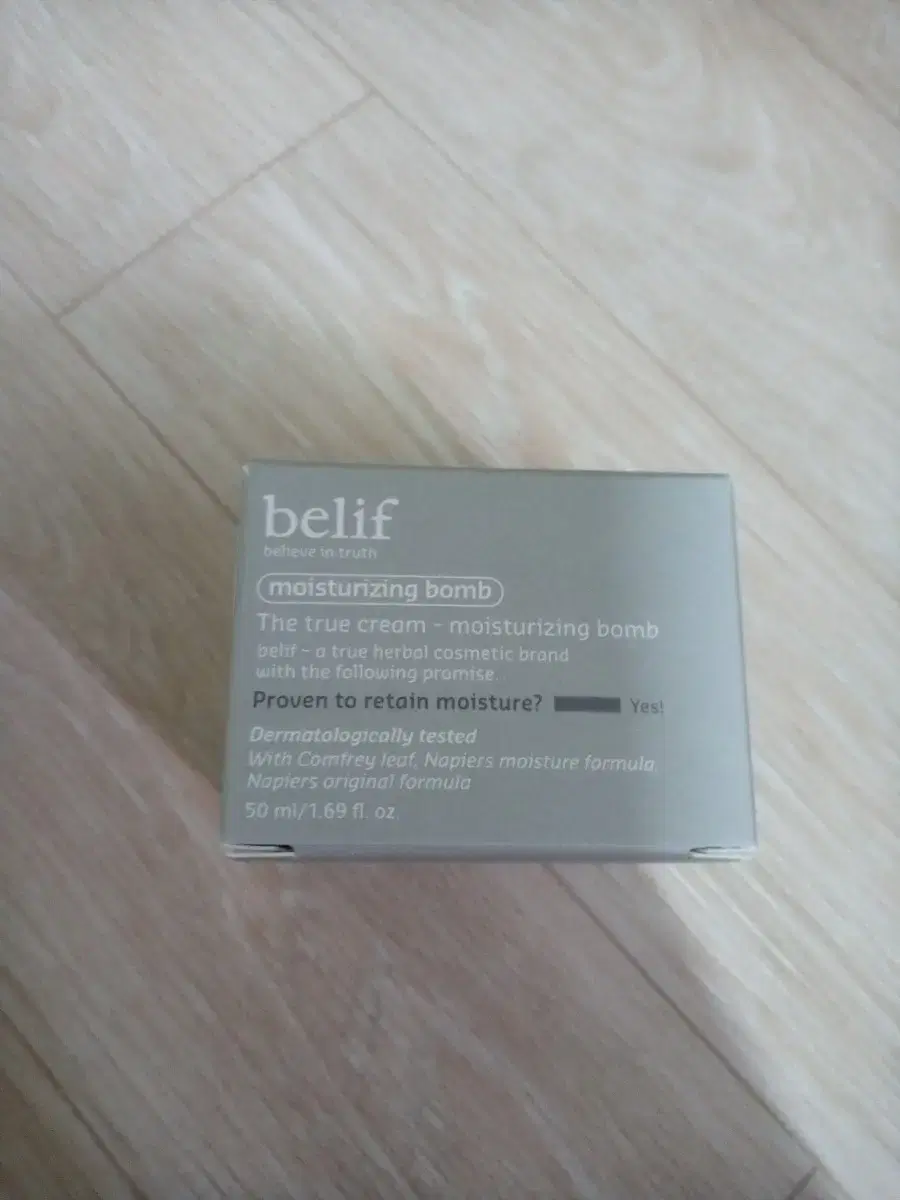 belif
believe in truth
moisturizing bomb
The true cream - moisturizing bomb
belif - a true herbal cosmetic brand
with the following promise.
Proven to retain moisture? Yes!
Dermatologically tested
With Comfrey leaf, Napiers moisture formula,
Napiers original formula
50 ml/1.69 fl. oz.